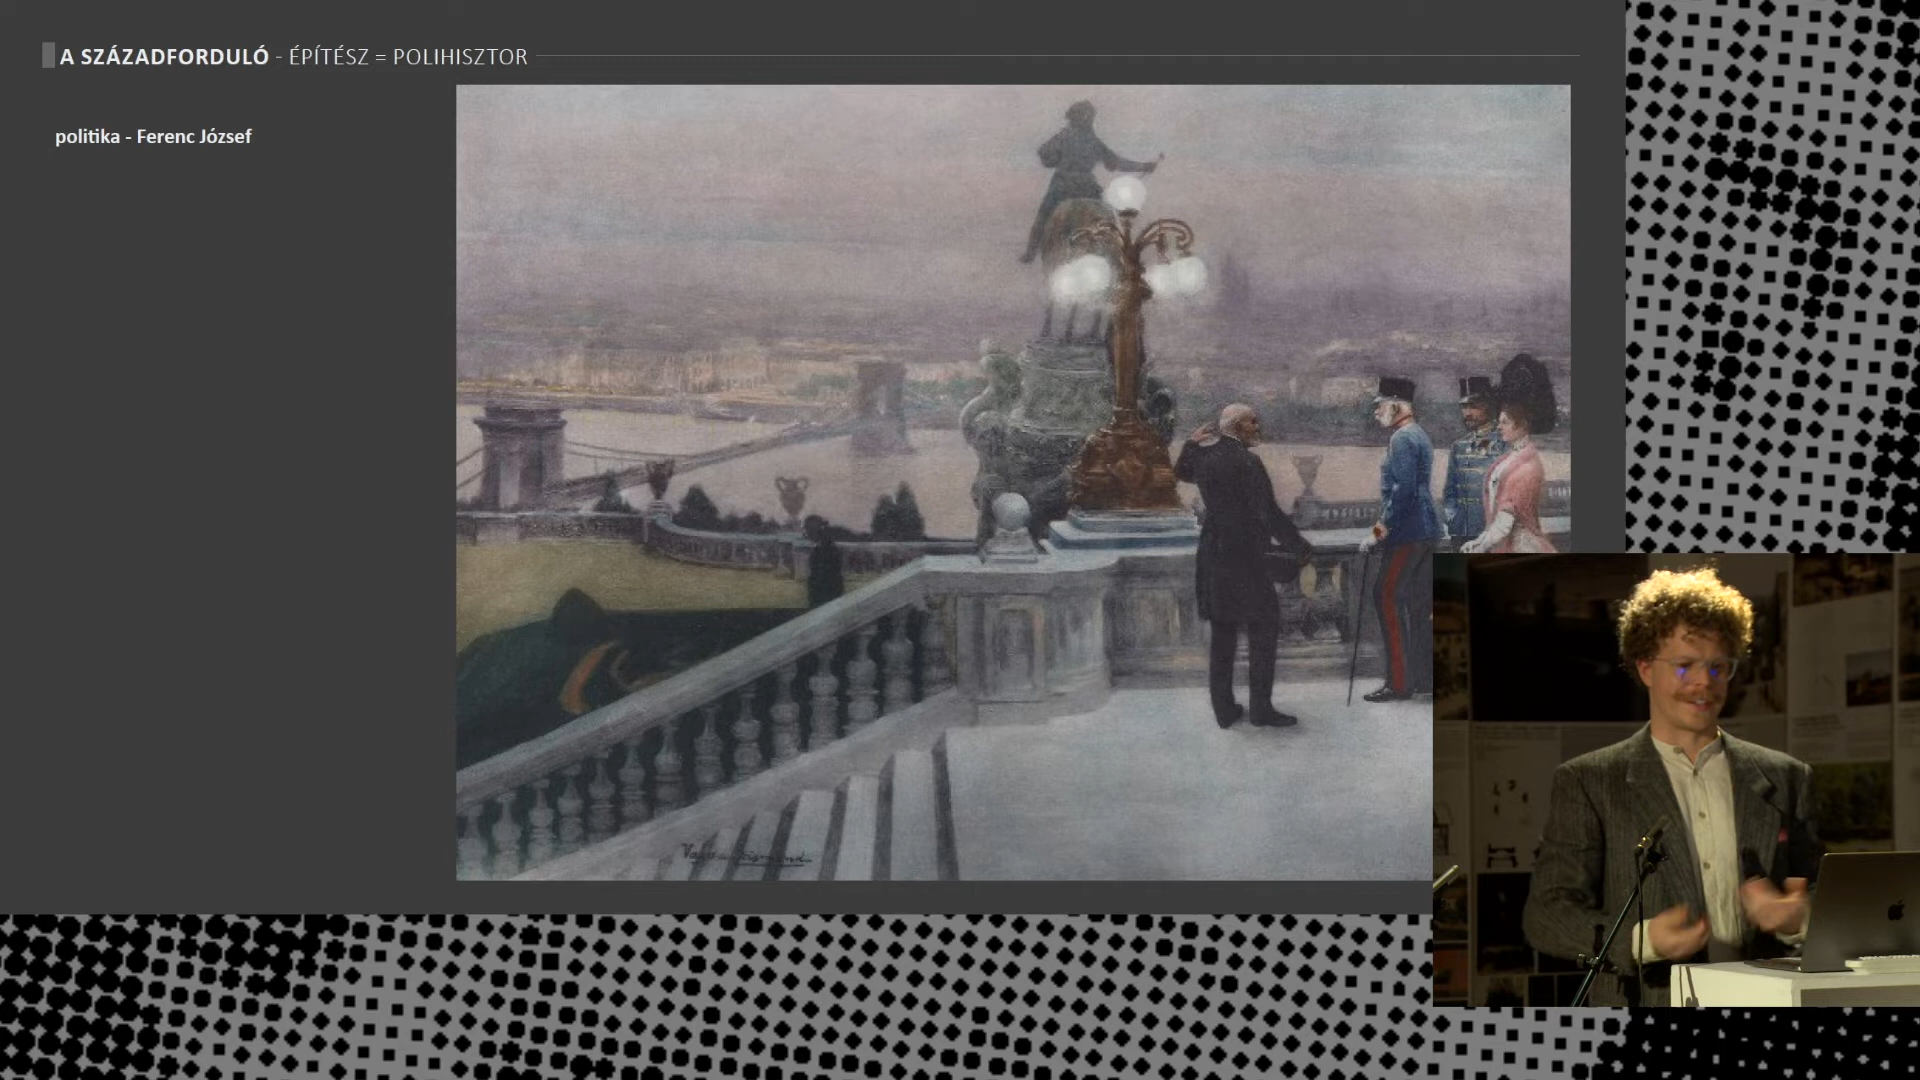 A SZÁZADFORDULÓ - ÉPÍTÉSZ = POLIHISZTOR
politika - Ferenc József